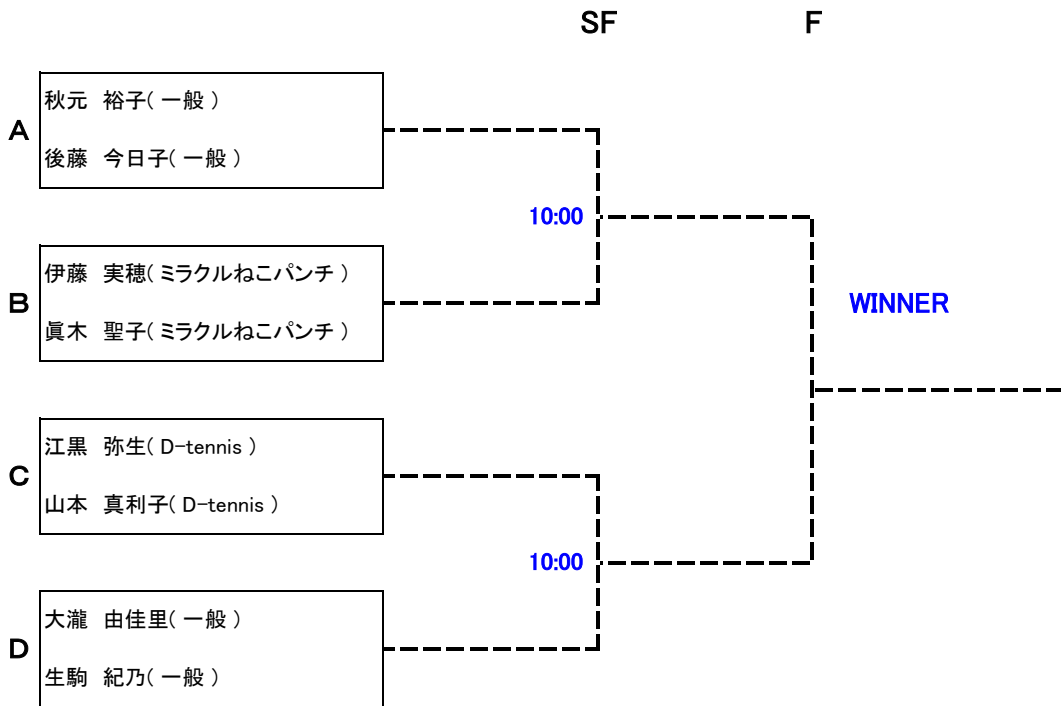 SF F
A
秋元 裕子( 一般 )
後藤 今日子( 一般 )
10:00
B
伊藤 実穂( ミラクルねこパンチ )
眞木 聖子( ミラクルねこパンチ )
WINNER
C
江黒 弥生( D-tennis )
山本 真利子( D-tennis )
10:00
D
大瀧 由佳里( 一般 )
生駒 紀乃( 一般 )